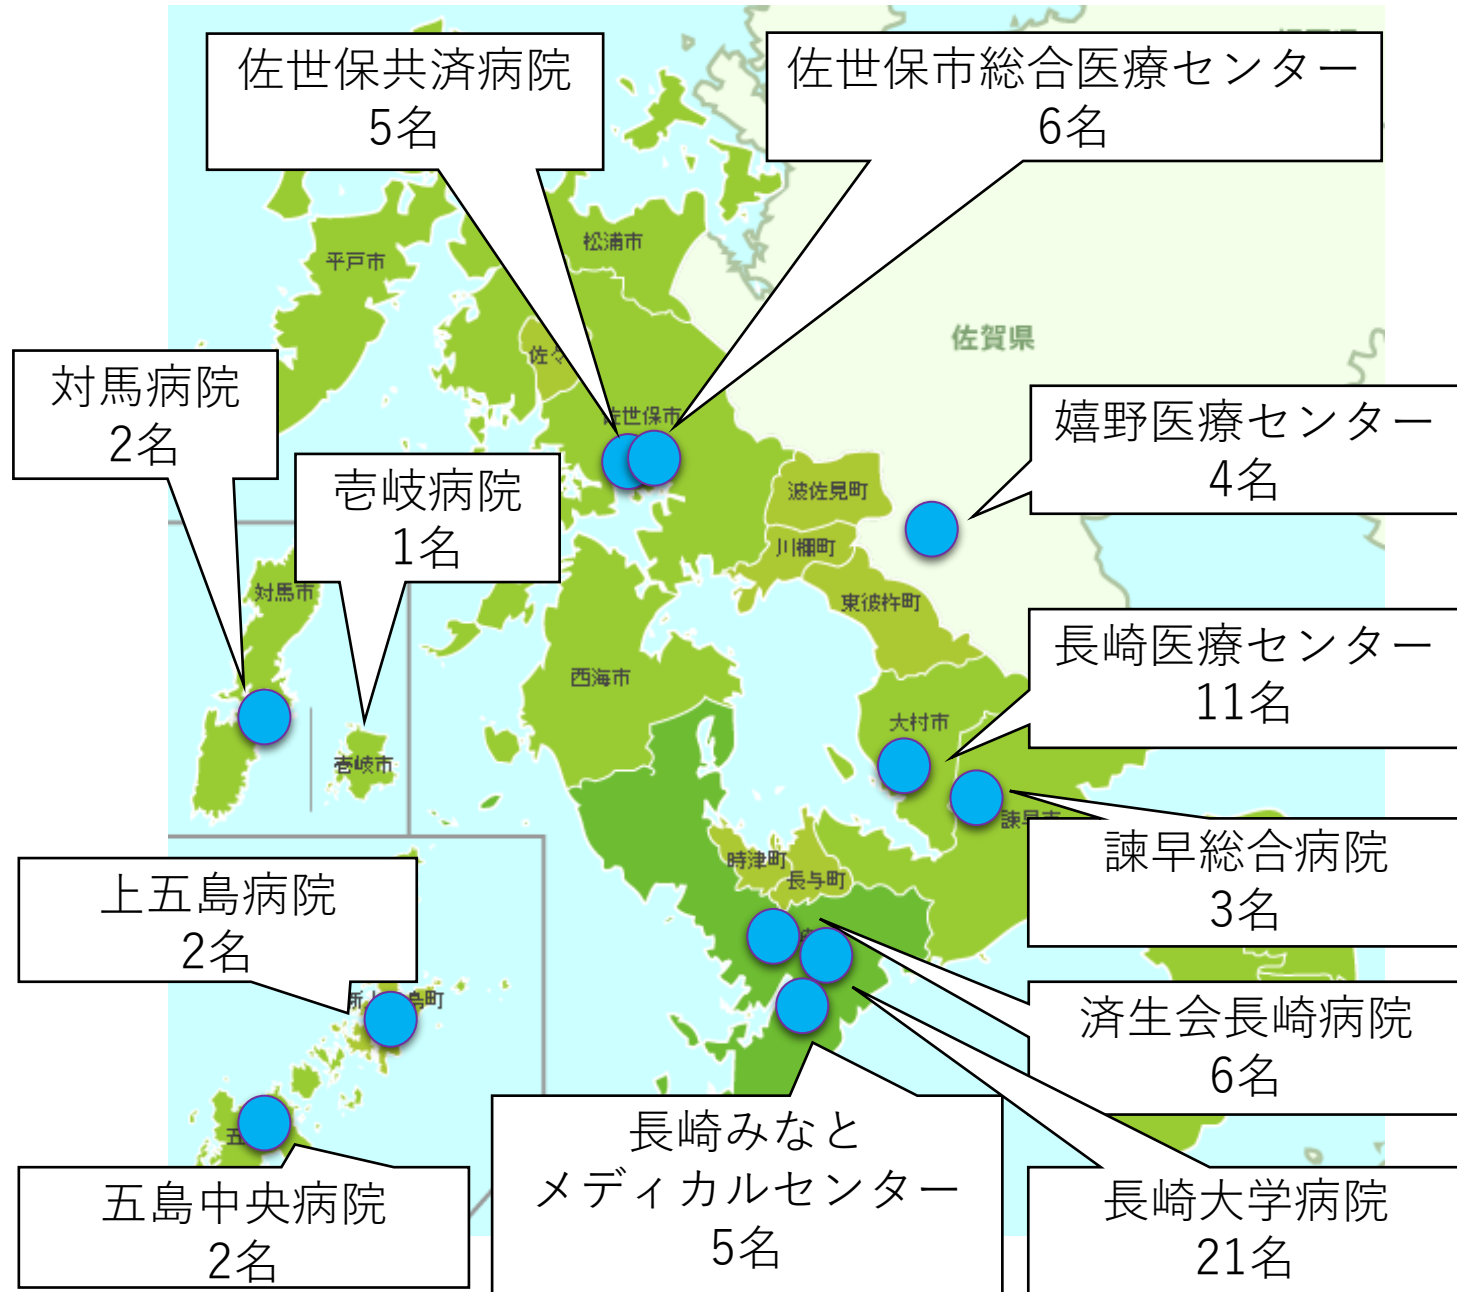 佐世保共済病院
5名
佐世保市総合医療センター
6名
松浦市
平戸市
佐賀県
佐々
対馬病院
2名
佐世保市
嬉野医療センター
4名
壱岐病院
1名
波佐見町
川棚町
対馬市
東彼杵町
長崎医療センター
11名
西海市
大村市
壱岐市
諫早市
諫早総合病院
3名
時津町
長与町
上五島病院
2名
済生会長崎病院
6名
五島中央病院
2名
長崎みなと
メディカルセンター
5名
長崎大学病院
21名